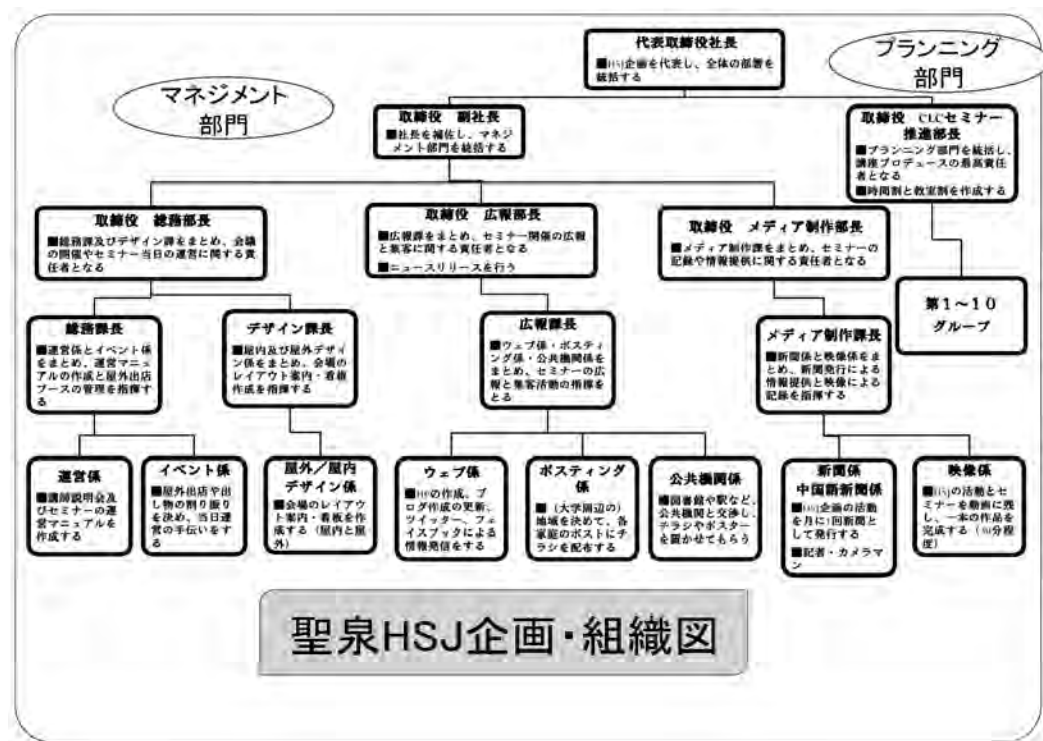 代表取締役社長
■HSJ企画を代表し、全体の部署を
統括する
プランニング
部門
マネジメント
部門
取締役 副社長
■社長を補佐し、マネジ
メント部門を統括する
取締役 CLCセミナー
推進部長
■プランニング部門を統括し、
講座プロデュースの最高責任
者となる
■時間割と教室割を作成する
取締役 総務部長
■総務課及びデザイン課をまとめ、会議
の開催やセミナー当日の運営に関する責
任者となる
取締役 広報部長
■広報課をまとめ、セミナー開催の広報
と集客に関する責任者となる
■ニュースリリースを行う
取締役 メディア制作部長
■メディア制作課をまとめ、セミナーの
記録や情報提供に関する責任者となる
第1~10
グループ
総務課長
■運営係とイベント係
をまとめ、運営マニュ
アルの作成と屋外出店
ブースの管理を指揮す
る
デザイン課長
■屋内及び屋外デザイ
ン係をまとめ、会場の
レイアウト案内・看板
作成を指揮する
広報課長
■ウェブ係・ポスティ
ング係・公共機関係を
まとめ、セミナーの広
報と集客活動の指揮を
とる
メディア制作課長
■新聞係と映像係をま
とめ、新聞発行による
情報提供と映像による
記録を指揮する
運営係
■講師説明会及
びセミナーの運
営マニュアルを
作成する
イベント係
■屋外出店や出
し物の割り振り
を決め、当日運
営の手伝いをする
屋外/屋内
デザイン係
■会場のレイアウ
ト案内・看板を作
成する(屋内と屋
外)
ウェブ係
■HPの作成、ブ
ログ作成の更新、
ツイッター、フェ
イスブックによる
情報発信をする
ポスティング
係
■(大学周辺の)
地域を決めて、各
家庭のポストにチ
ラシを配布する
公共機関係
■図書館や駅など、
公共機関と交渉し、
チラシやポスター
を置かせてもらう
新聞係
中国語新聞係
■HSJ企画の活動
を月に1回新聞と
して発行する
■記者・カメラマ
ン
映像係
■HSJの活動とセ
ミナーを動画に残
し、一本の作品を
完成する(
程
度)
聖泉HSJ企画・組織図